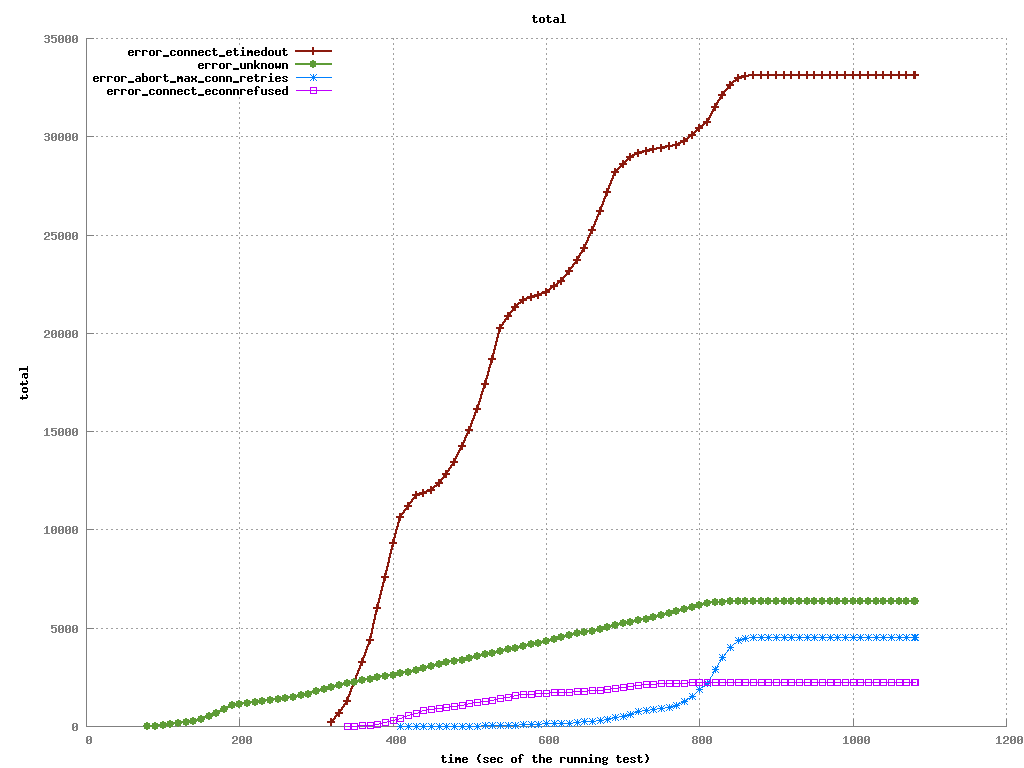 total
35000
error_connect_etimedout
error_unknown
error_abort_max_conn_retries
error_connect_econnrefused
30000
25000
20000
total
15000
10000
5000
0
0 200 400 600 800 1000 1200
time (sec of the running test)